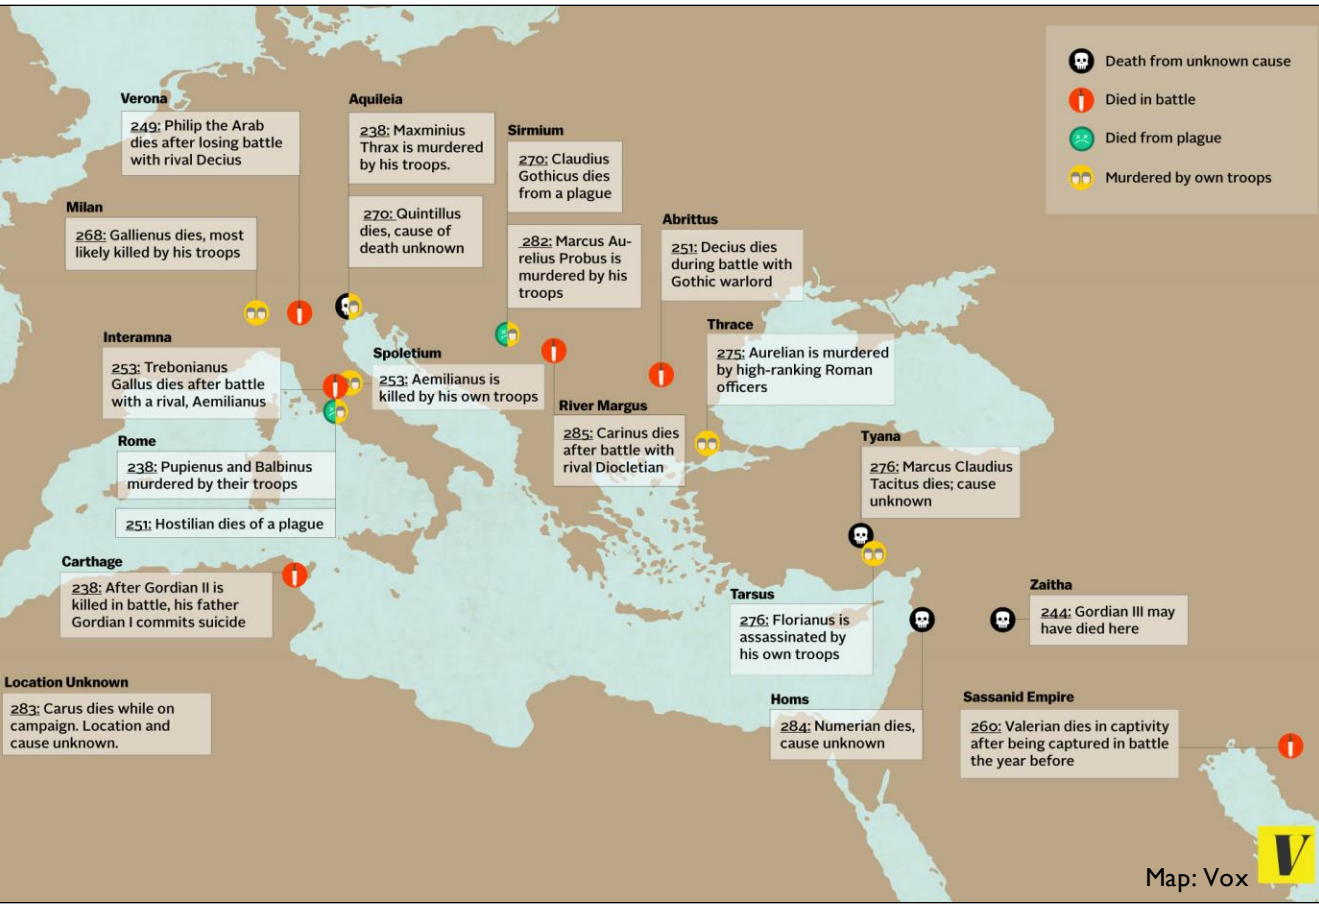 Death from unknown cause
Died in battle
Died from plague
Murdered by own troops
Verona
249: Philip the Arab
dies after losing battle
with rival Decius
Aquileia
238: Maxminius
Thrax is murdered
by his troops.
270: Quintillus
dies, cause of
death unknown
Sirmium
270: Claudius
Gothicus dies
from a plague
282: Marcus Au-
relius Probus is
murdered by his
troops
Milan
268: Gallienus dies, most
likely killed by his troops
Abrittus
251: Decius dies
during battle with
Gothic warlord
Interamna
253: Trebonianus
Gallus dies after battle
with a rival, Aemilianus
Spoletium
253: Aemilianus is
killed by his own troops
Thrace
275: Aurelian is murdered
by high-ranking Roman
officers
River Margus
285: Carinus dies
after battle with
rival Diocletian
Rome
238: Pupienus and Balbinus
murdered by their troops
251: Hostilian dies of a plague
Tyana
276: Marcus Claudius
Tacitus dies; cause
unknown
Carthage
238: After Gordian II is
killed in battle, his father
Gordian I commits suicide
Tarsus
276: Florianus is
assassinated by
his own troops
Zaitha
244: Gordian III may
have died here
Location Unknown
283: Carus dies while on
campaign. Location and
cause unknown.
Homs
284: Numerian dies,
cause unknown
Sassanid Empire
260: Valerian dies in captivity
after being captured in battle
the year before
Map: Vox
V